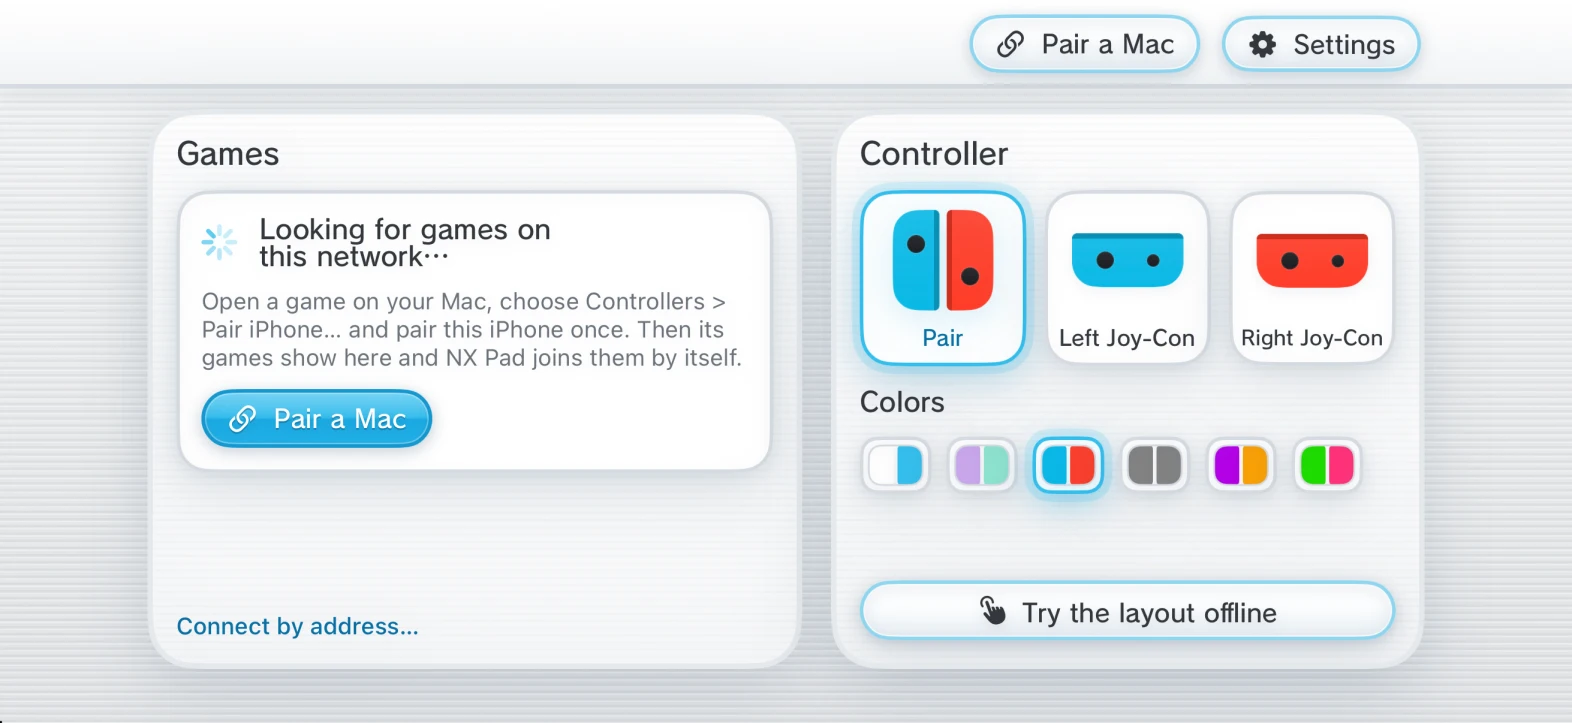 Pair a Mac
Settings
Games
Looking for games on
this network···
Open a game on your Mac, choose Controllers >
Pair iPhone... and pair this iPhone once. Then its
games show here and NX Pad joins them by itself.
Pair a Mac
Connect by address...
Controller
Pair
Left Joy-Con
Right Joy-Con
Colors
Try the layout offline